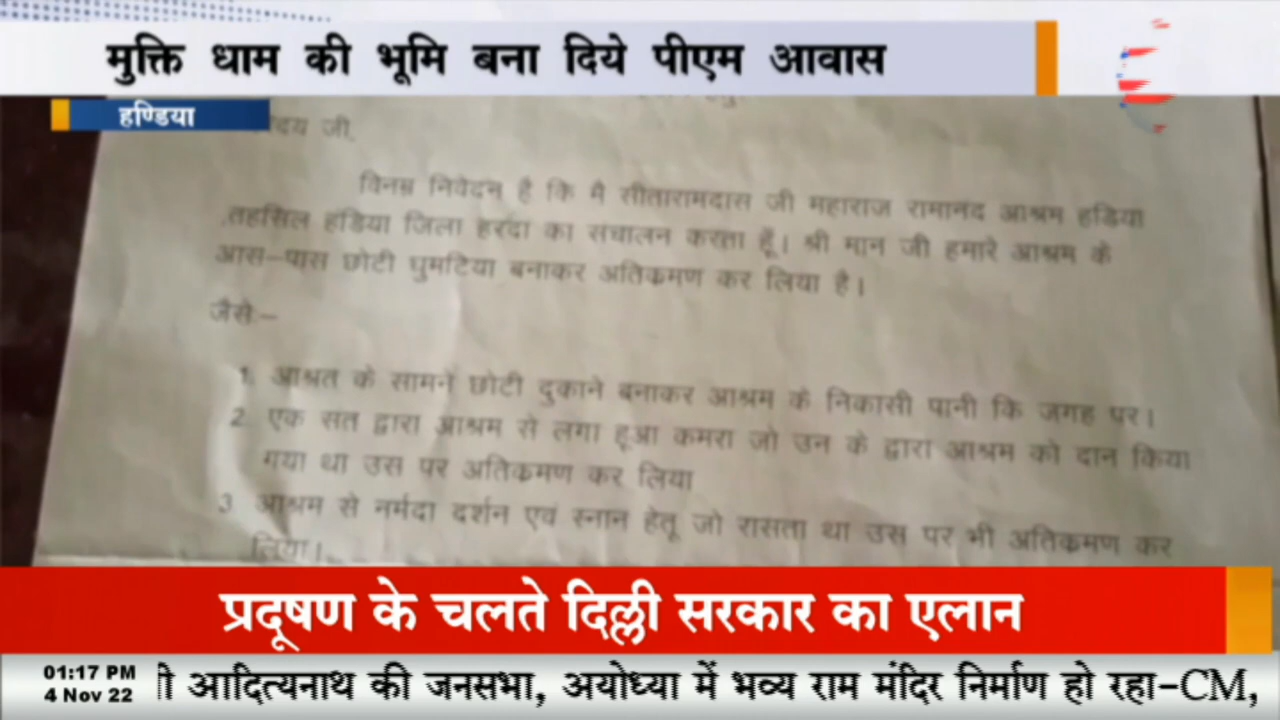 मुक्ति धाम की भूमि बना दिये पीएम आवास
हण्डिया
दय जी,
विनम्र निवेदन है कि मै सीतारामदास जी महाराज रामानंद आश्रम हडिया
,तहसिल हंडिया जिला हरदा का संचालन करता हूँ। श्री मान जी हमारे आश्रम के
आस-पास छोटी घुमटिया बनाकर अतिकमण कर लिया है।
जैसेः-
1. आश्रत के सामने छोटी दुकाने बनाकर आश्रम के निकासी पानी कि जगह पर।
2. एक सत द्वारा आश्रम से लगा हूआ कमरा जो उन के द्वारा आश्रम को दान किया
गया था उस पर अतिकमण कर लिया
3 आश्रम से नर्मदा दर्शन एवं स्नान हेतू जो रासता था उस पर भी अतिकमण कर
लिया।
प्रदूषण के चलते दिल्ली सरकार का एलान
01:17 PM
4 Nov 22
ी आदित्यनाथ की जनसभा, अयोध्या में भव्य राम मंदिर निर्माण हो रहा-CM,